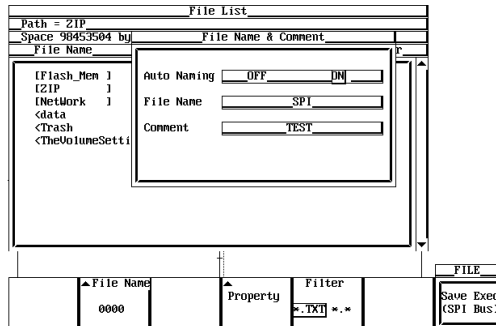 File List
Path = ZIP
Space 98453504 by
File Name & Comment
File Name
r
[Flash_Mem ]
[ZIP ]
[NetWork ]
<data
<Trash
<TheVolumeSetti
Auto Naming OFF ON
File Name SPI
Comment TEST
FILE
File Name
0000
Property
Filter
*.TXT *.*
Save Exec
(SPI Bus)